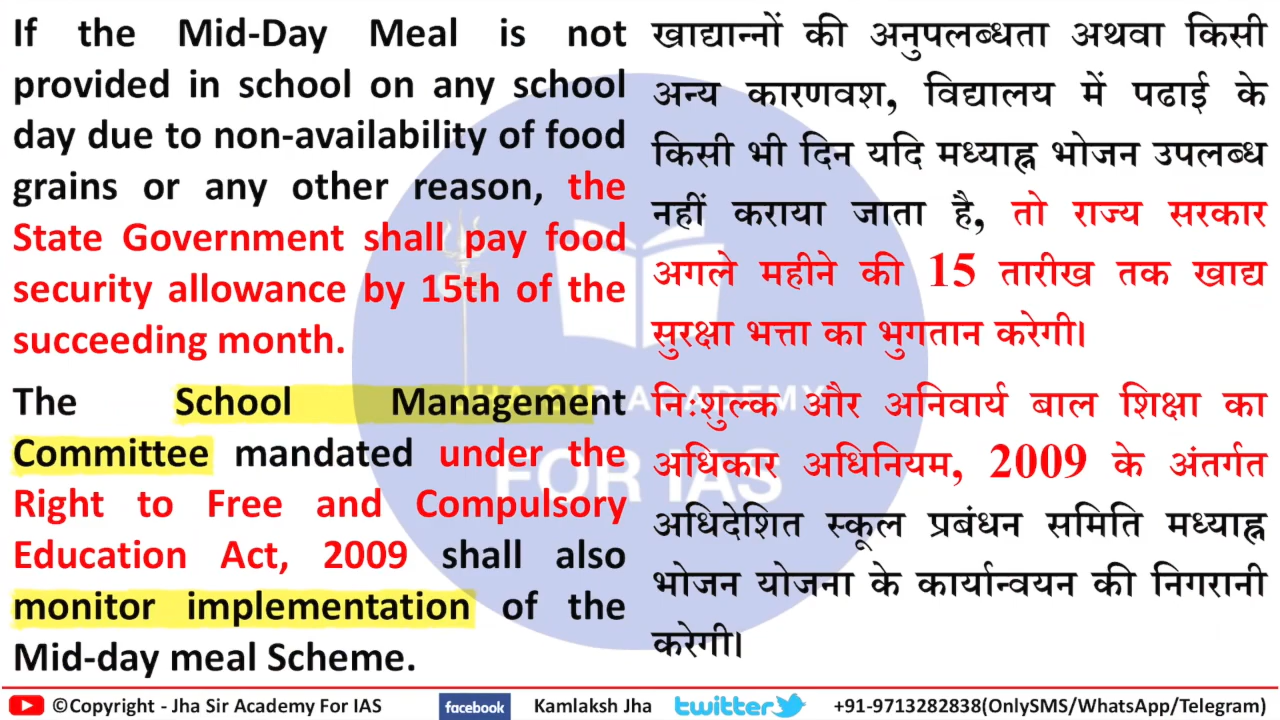 If the Mid-Day Meal is not
provided in school on any school
day due to non-availability of food
grains or any other reason, the
State Government shall pay food
security allowance by 15th of the
succeeding month.
The School Management
Committee mandated under the
Right to Free and Compulsory
Education Act, 2009 shall also
monitor implementation of the
Mid-day meal Scheme.
खाद्यान्नों की अनुपलब्धता अथवा किसी
अन्य कारणवश, विद्यालय में पढाई के
किसी भी दिन यदि मध्याह्न भोजन उपलब्ध
नहीं कराया जाता है, तो राज्य सरकार
अगले महीने की 15 तारीख तक खाद्य
सुरक्षा भत्ता का भुगतान करेगी।
निःशुल्क और अनिवार्य बाल शिक्षा का
अधिकार अधिनियम, 2009 के अंतर्गत
अधिदेशित स्कूल प्रबंधन समिति मध्याह्न
भोजन योजना के कार्यान्वयन की निगरानी
करेगी।
JHA SIR ACADEMY
FOR IAS
©Copyright - Jha Sir Academy For IAS facebook Kamlaksh Jha twitter +91-9713282838(OnlySMS/WhatsApp/Telegram)